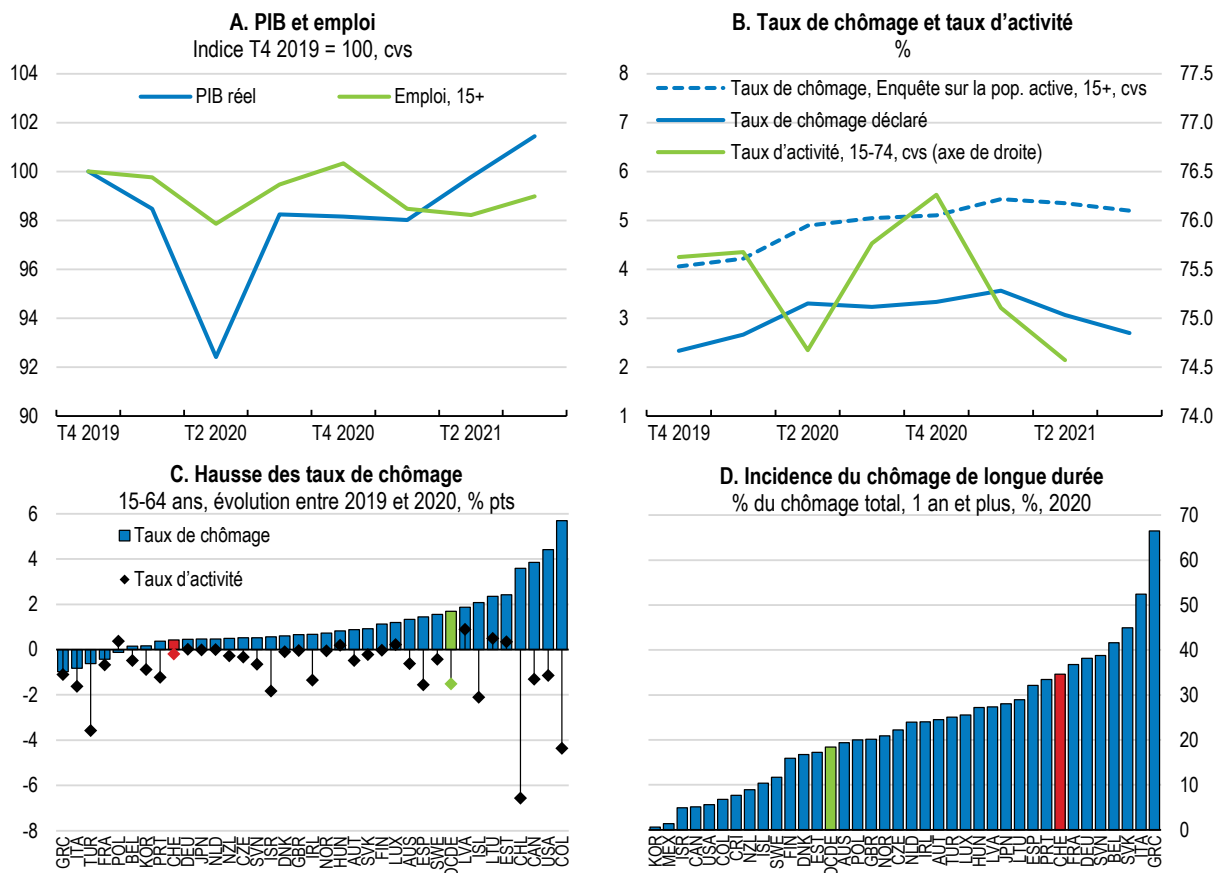 A. PIB et emploi
Indice T4 2019 = 100, cvs
104
102
100
98
96
94
92
90
PIB réel
Emploi, 15+
T4 2019
T2 2020
T4 2020
T2 2021
B. Taux de chômage et taux d'activité
%
8
7
6
5
4
3
2
1
77.5
77.0
76.5
76.0
75.5
75.0
74.5
74.0
Taux de chômage, Enquête sur la pop. active, 15+, cvs
Taux de chômage déclaré
Taux d'activité, 15-74, cvs (axe de droite)
T4 2019
T2 2020
T4 2020
T2 2021
C. Hausse des taux de chômage
15-64 ans, évolution entre 2019 et 2020, % pts
6
4
2
0
-2
-4
-6
-8
Taux de chômage
Taux d'activité
GRC
ITA
TUR
FRA
POL
BEL
KOR
PRT
CHE
DEU
JPN
NLD
NZL
CZE
SVN
ISR
DNK
GBR
IRL
NOR
HUN
AUT
SVK
FIN
LUX
AUS
ESP
SWE
OCDE
LVA
ISL
LTU
EST
CHL
CAN
USA
COL
D. Incidence du chômage de longue durée
% du chômage total, 1 an et plus, %, 2020
70
60
50
40
30
20
10
0
KOR
MEX
ISR
CAN
USA
COL
CRI
NZL
ISL
SWE
FIN
DNK
EST
OCDE
AUS
POL
GBR
NOR
CZE
NLD
IRL
AUT
TUR
LUX
HUN
LVA
JPN
LTU
ESP
PRT
CHE
FRA
DEU
SVN
BEL
SVK
ITA
GRC